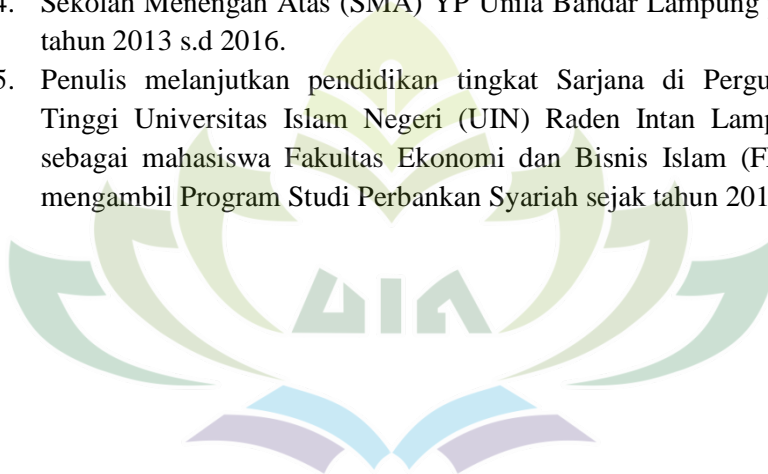 4. Sekolah Menengah Atas (SMA) YP Unila Bandar Lampung
tahun 2013 s.d 2016.
5. Penulis melanjutkan pendidikan tingkat Sarjana di
Tinggi Universitas Islam Negeri (UIN) Raden Intan
sebagai mahasiswa Fakultas Ekonomi dan Bisnis Islam
mengambil Program Studi Perbankan Syariah sejak tahun
UIN